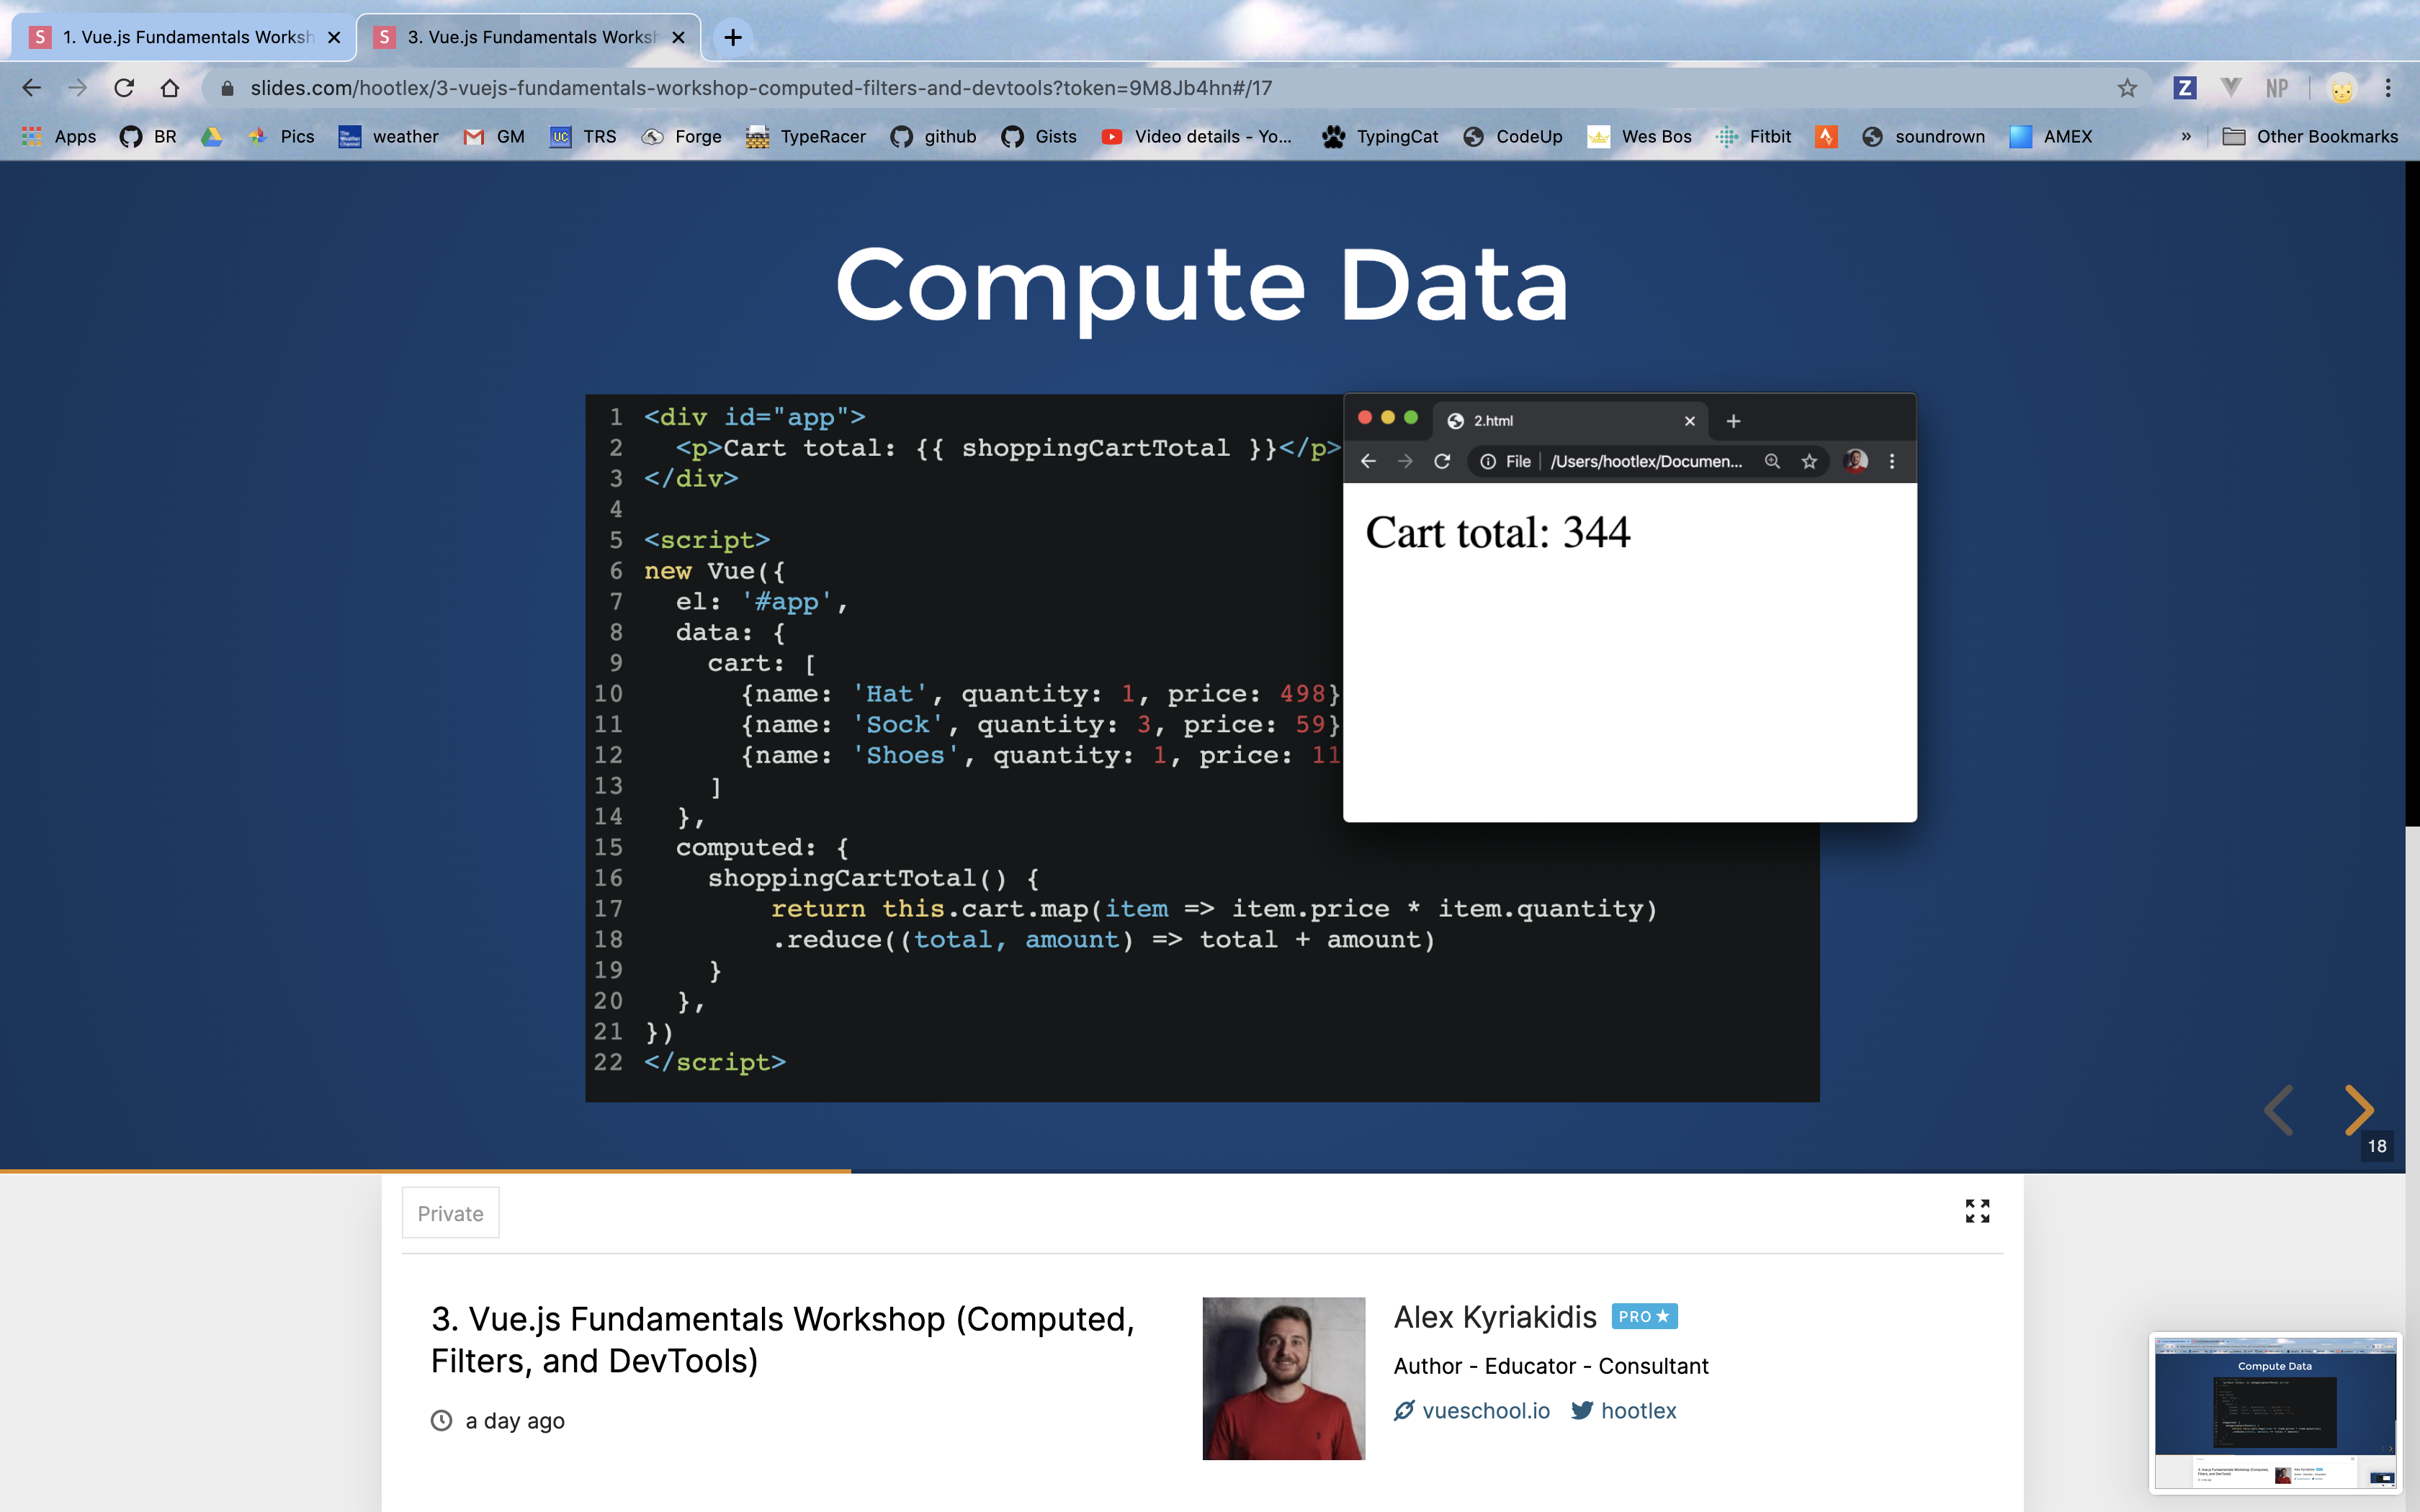 1. Vue.js Fundamentals Worksh
3. Vue.js Fundamentals Worksh
slides.com/hootlex/3-vuejs-fundamentals-workshop-computed-filters-and-devtools?token=9M8Jb4hn#/17
Apps BR Pics weather GM TRS Forge TypeRacer github Gists Video details - Yo... TypingCat CodeUp Wes Bos Fitbit soundrown AMEX » Other Bookmarks
Compute Data
1 <div id="app">
2 <p>Cart total: {{ shoppingCartTotal }}</p>
3 </div>
4
5 <script>
6 new Vue({
7 el: '#app',
8 data: {
9 cart: [
10 {name: 'Hat', quantity: 1, price: 498}
11 {name: 'Sock', quantity: 3, price: 59}
12 {name: 'Shoes', quantity: 1, price: 11
13 ]
14 },
15 computed: {
16 shoppingCartTotal() {
17 return this.cart.map(item => item.price * item.quantity)
18 .reduce((total, amount) => total + amount)
19 }
20 },
21 })
22 </script>
2.html
File /Users/hootlex/Documen...
Cart total: 344
18
Private
3. Vue.js Fundamentals Workshop (Computed,
Filters, and DevTools)
a day ago
Alex Kyriakidis PRO
Author - Educator - Consultant
vueschool.io hootlex
Compute Data